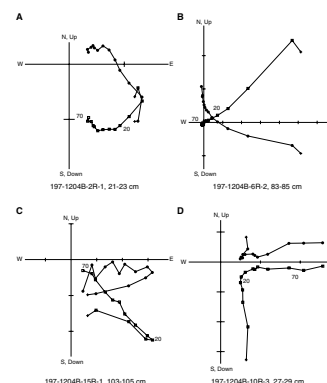 A
B
N, Up
N, Up
W
E
W
20
70
70
20
S, Down
S, Down
197-1204B-2R-1, 21-23 cm
197-1204B-6R-2, 83-85 cm
C
D
N, Up
N, Up
W
W
70
70
20
20
S, Down
S, Down
197-1204B-15R-1, 103-105 cm
197-1204B-10R-3, 27-29 cm